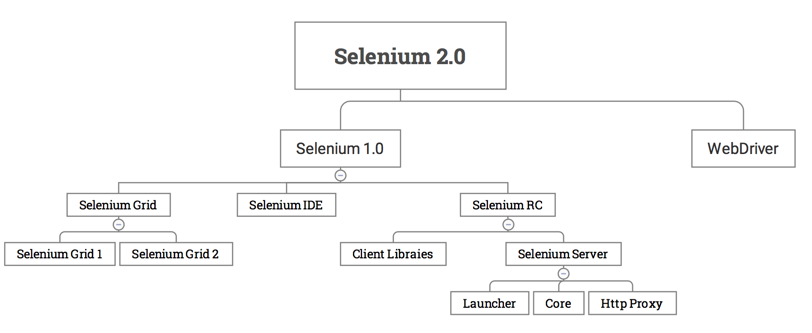 Selenium 2.0
Selenium 1.0
WebDriver
Selenium Grid
Selenium IDE
Selenium RC
Selenium Grid 1
Selenium Grid 2
Client Libraies
Selenium Server
Launcher
Core
Http Proxy